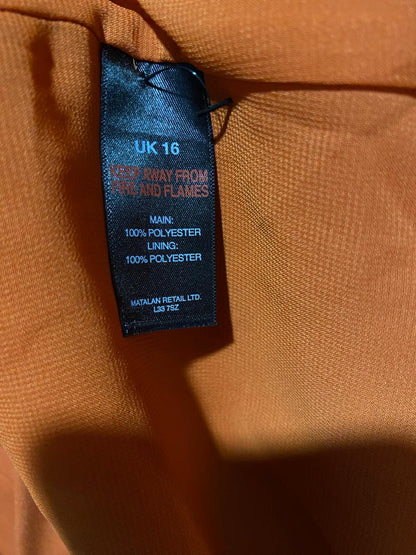 UK 16
KEEP AWAY FROM
FIRE AND FLAMES
MAIN:
100% POLYESTER
LINING:
100% POLYESTER
MATALAN RETAIL LTD.
L33 7SZ